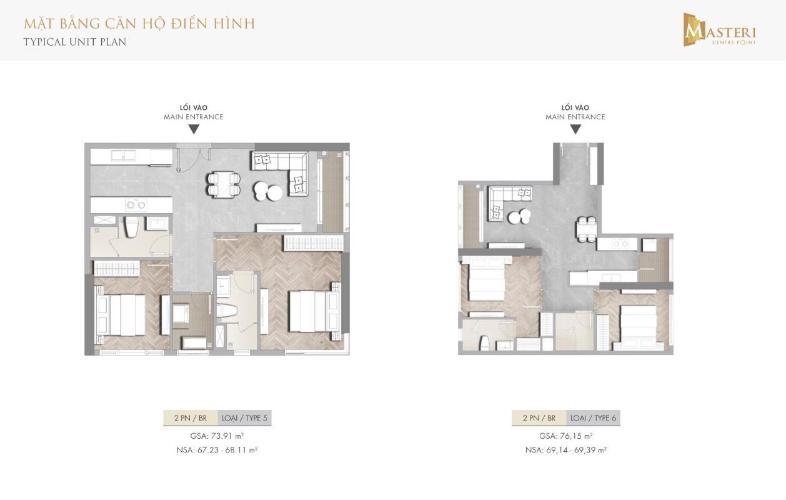 MẶT BẰNG CĂN HỘ ĐIỂN HÌNH
TYPICAL UNIT PLAN
MASTERI
CENTRE POINT
LỐI VÀO
MAIN ENTRANCE
LỐI VÀO
MAIN ENTRANCE
2 PN / BR LOẠI / TYPE 5
GSA: 73.91 m²
NSA: 67.23 - 68.11 m²
2 PN / BR LOẠI / TYPE 6
GSA: 76,15 m²
NSA: 69,14 - 69,39 m²